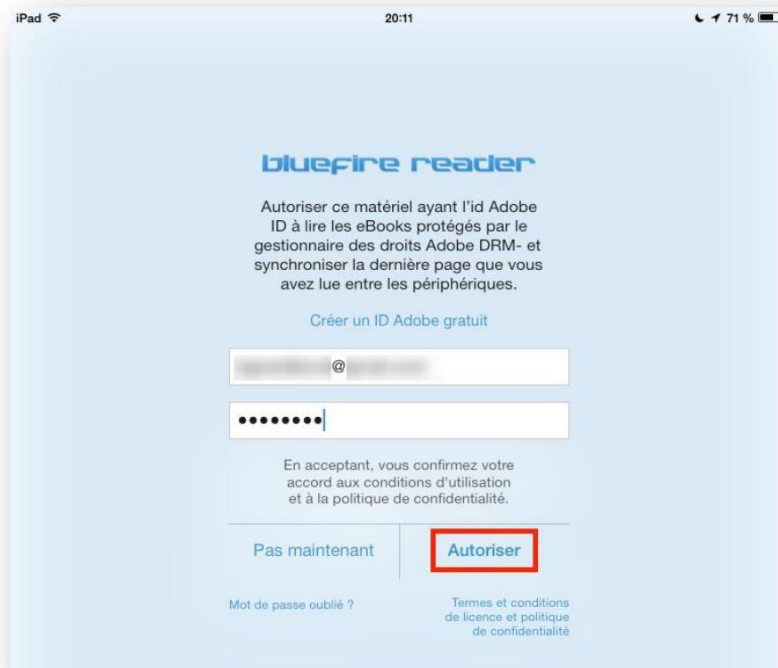 iPad
20:11
71 %
bluefire reader
Autoriser ce matériel ayant l'id Adobe
ID à lire les eBooks protégés par le
gestionnaire des droits Adobe DRM- et
synchroniser la dernière page que vous
avez lue entre les périphériques.
Créer un ID Adobe gratuit
@
En acceptant, vous confirmez votre
accord aux conditions d'utilisation
et à la politique de confidentialité.
Pas maintenant
Autoriser
Mot de passe oublié ?
Termes et conditions
de licence et politique
de confidentialité